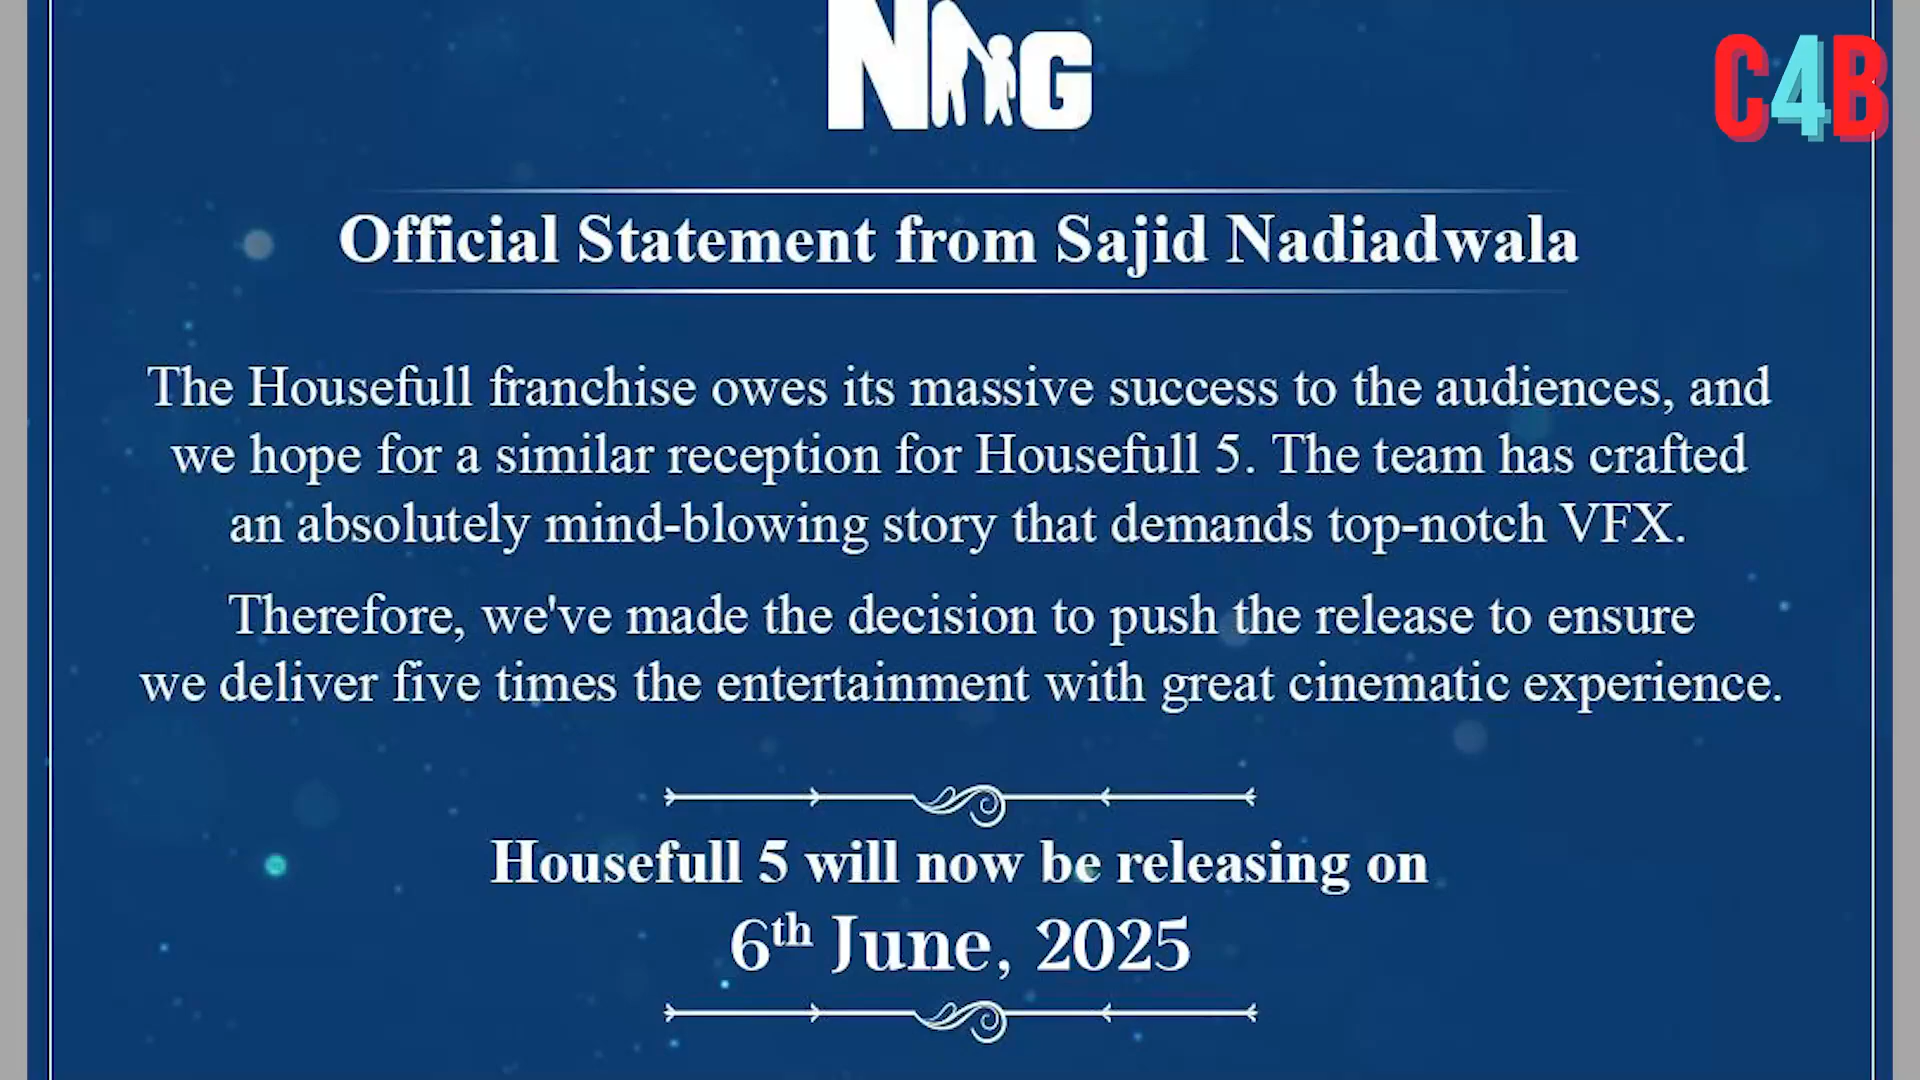 NG
C4B
Official Statement from Sajid Nadiadwala
The Housefull franchise owes its massive success to the audiences, and
we hope for a similar reception for Housefull 5. The team has crafted
an absolutely mind-blowing story that demands top-notch VFX.
Therefore, we've made the decision to push the release to ensure
we deliver five times the entertainment with great cinematic experience.
Housefull 5 will now be releasing on
6th June, 2025